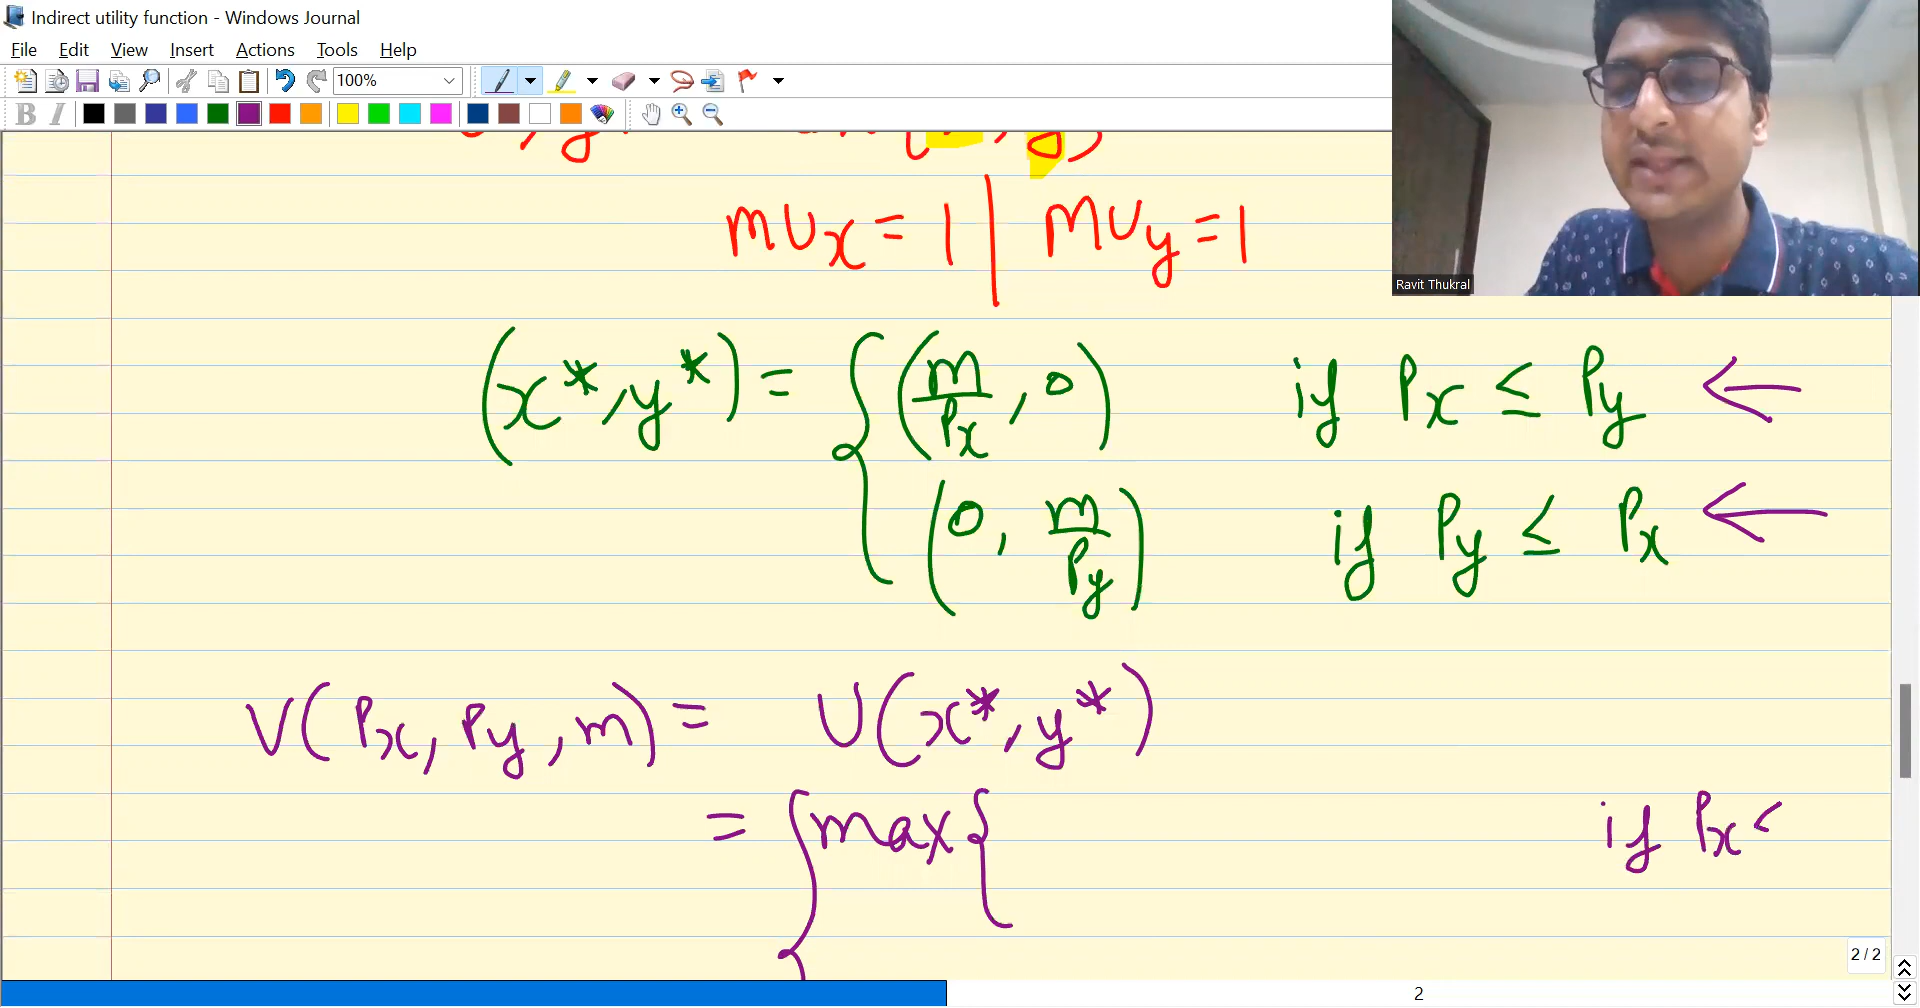 Indirect utility function - Windows Journal
File Edit View Insert Actions Tools Help
100%
B I
Ravit Thukral
MUx = 1 | MUy = 1
(x*, y*) = { (m/Px, 0) if Px ≤ Py ←
(0, m/Py) if Py ≤ Px ←
V(Px, Py, m) = U(x*, y*)
= { max { if Px <
2 / 2
2